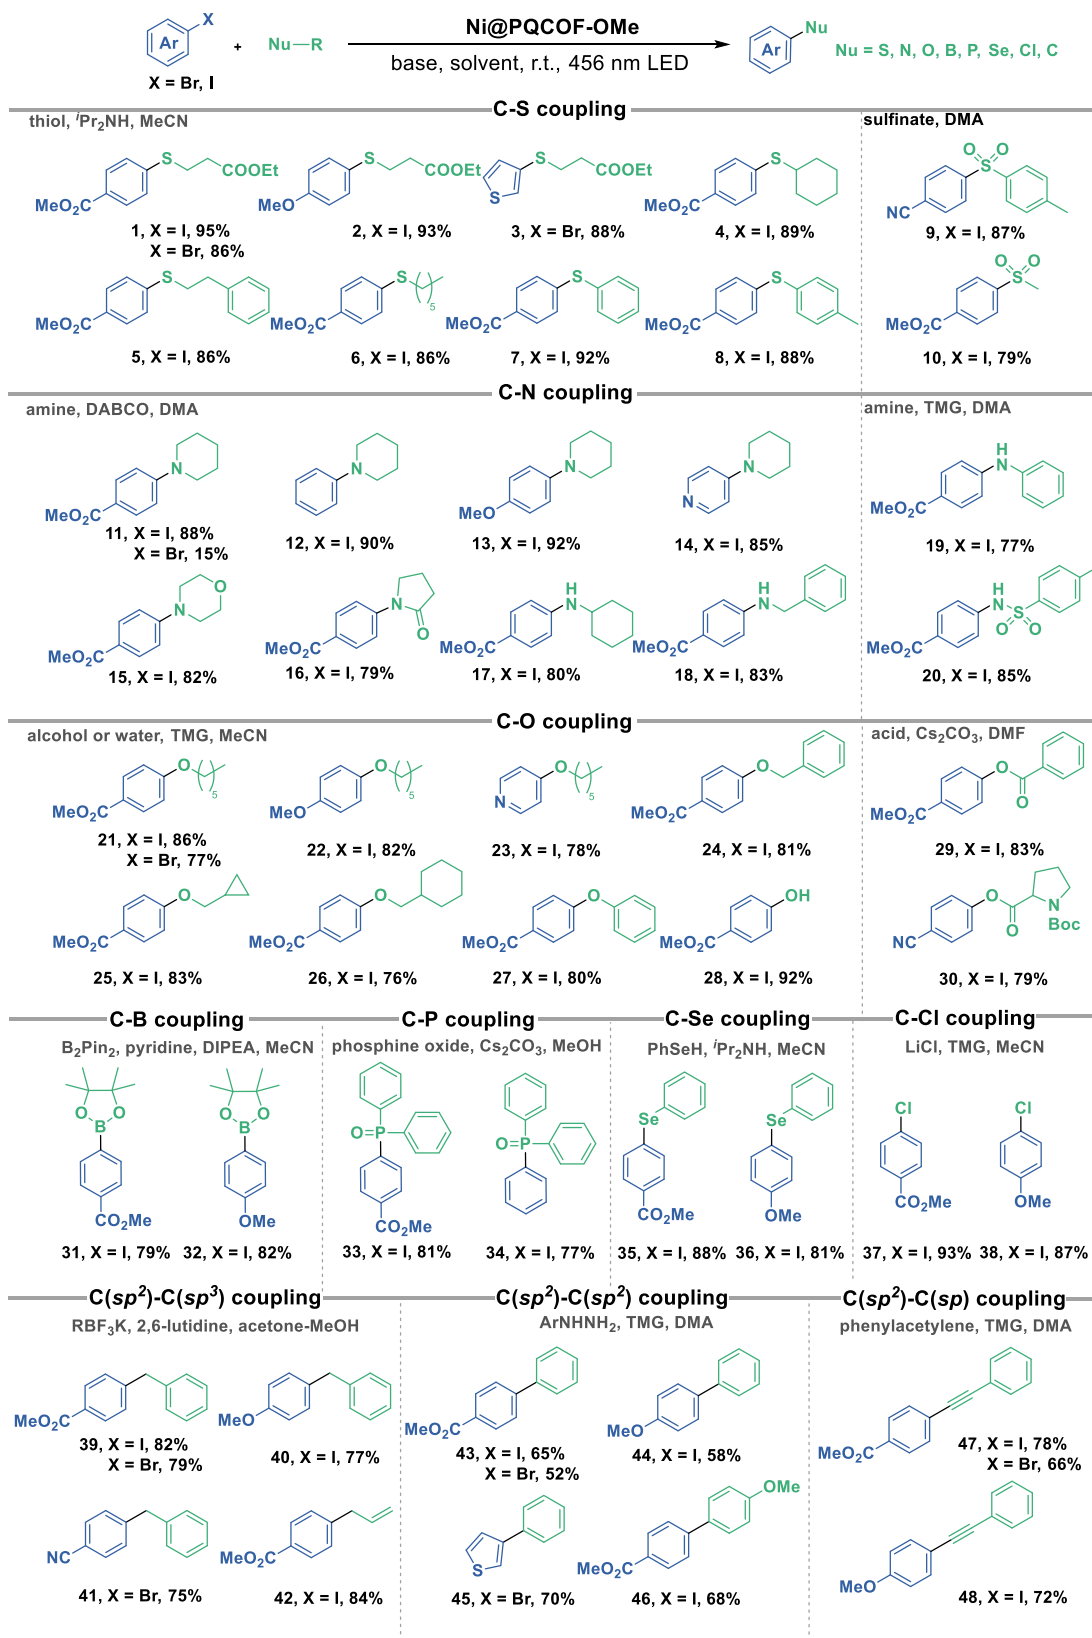 X
Ar
+
Nu—R
Ni@PQCOF-OMe
base, solvent, r.t., 456 nm LED
Nu
Ar
Nu = S, N, O, B, P, Se, Cl, C
X = Br, I
C-S coupling
thiol, iPr2NH, MeCN
sulfinate, DMA
S COOEt MeO2C
S COOEt MeO
S COOEt S
S MeO2C
O O S NC
1, X = I, 95%
X = Br, 86%
2, X = I, 93%
3, X = Br, 88%
4, X = I, 89%
9, X = I, 87%
S MeO2C
S 5 MeO2C
S MeO2C
S MeO2C
O O S MeO2C
5, X = I, 86%
6, X = I, 86%
7, X = I, 92%
8, X = I, 88%
10, X = I, 79%
C-N coupling
amine, DABCO, DMA
amine, TMG, DMA
N MeO2C
N
N MeO
N N
H N MeO2C
11, X = I, 88%
X = Br, 15%
12, X = I, 90%
13, X = I, 92%
14, X = I, 85%
19, X = I, 77%
O N MeO2C
N O MeO2C
H N MeO2C
H N MeO2C
NH S O O MeO2C
15, X = I, 82%
16, X = I, 79%
17, X = I, 80%
18, X = I, 83%
20, X = I, 85%
C-O coupling
alcohol or water, TMG, MeCN
acid, Cs2CO3, DMF
O 5 MeO2C
O 5 MeO
O 5 N
O MeO2C
O O MeO2C
21, X = I, 86%
X = Br, 77%
22, X = I, 82%
23, X = I, 78%
24, X = I, 81%
29, X = I, 83%
O MeO2C
O MeO2C
O MeO2C
OH MeO2C
O O N Boc NC
25, X = I, 83%
26, X = I, 76%
27, X = I, 80%
28, X = I, 92%
30, X = I, 79%
C-B coupling
C-P coupling
C-Se coupling
C-Cl coupling
B2Pin2, pyridine, DIPEA, MeCN
phosphine oxide, Cs2CO3, MeOH
PhSeH, iPr2NH, MeCN
LiCl, TMG, MeCN
O O B CO2Me
O O B OMe
O=P CO2Me
O=P
Se CO2Me
Se OMe
Cl CO2Me
Cl OMe
31, X = I, 79%
32, X = I, 82%
33, X = I, 81%
34, X = I, 77%
35, X = I, 88%
36, X = I, 81%
37, X = I, 93%
38, X = I, 87%
C(sp2)-C(sp3) coupling
C(sp2)-C(sp2) coupling
C(sp2)-C(sp) coupling
RBF3K, 2,6-lutidine, acetone-MeOH
ArNHNH2, TMG, DMA
phenylacetylene, TMG, DMA
MeO2C
MeO
MeO2C
MeO
MeO2C
39, X = I, 82%
X = Br, 79%
40, X = I, 77%
43, X = I, 65%
X = Br, 52%
44, X = I, 58%
47, X = I, 78%
X = Br, 66%
NC
MeO2C
S
OMe MeO2C
MeO
41, X = Br, 75%
42, X = I, 84%
45, X = Br, 70%
46, X = I, 68%
48, X = I, 72%